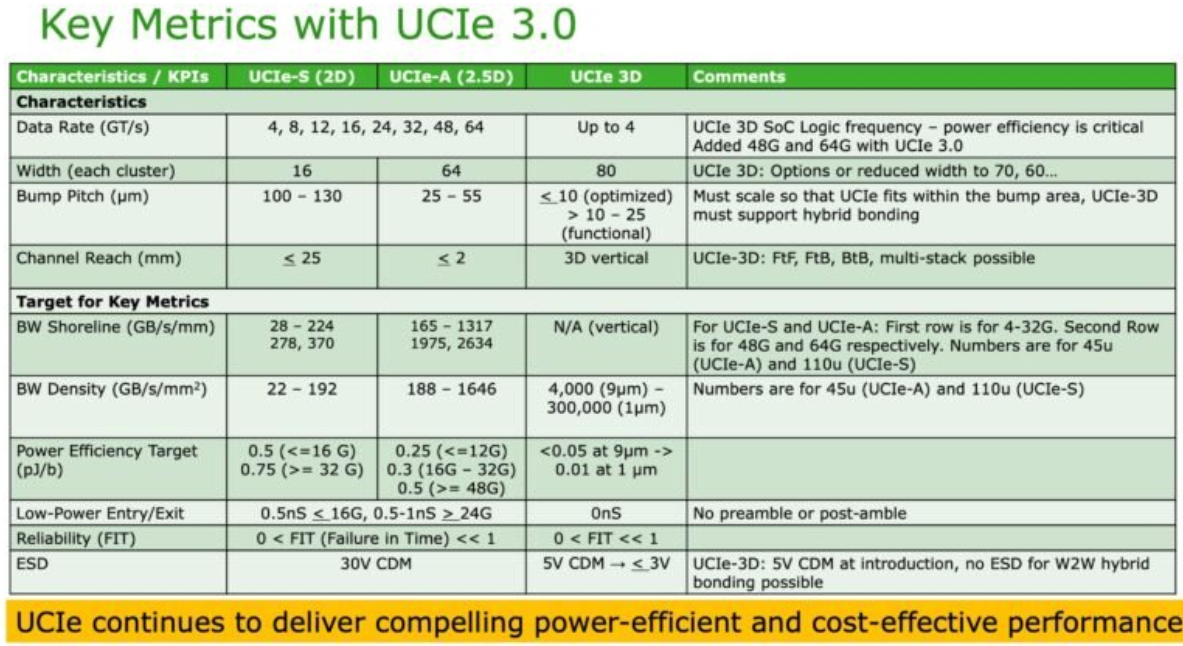 Key Metrics with UCIe 3.0
Characteristics / KPIs UCIe-S (2D) UCIe-A (2.5D) UCIe 3D Comments
Characteristics
Data Rate (GT/s) 4, 8, 12, 16, 24, 32, 48, 64 Up to 4 UCIe 3D SoC Logic frequency – power efficiency is critical
Added 48G and 64G with UCIe 3.0
Width (each cluster) 16 64 80 UCIe 3D: Options or reduced width to 70, 60...
Bump Pitch (µm) 100 – 130 25 – 55 ≤ 10 (optimized) Must scale so that UCIe fits within the bump area, UCIe-3D
> 10 – 25 must support hybrid bonding
(functional)
Channel Reach (mm) ≤ 25 ≤ 2 3D vertical UCIe-3D: FtF, FtB, BtB, multi-stack possible
Target for Key Metrics
BW Shoreline (GB/s/mm) 28 – 224 165 – 1317 N/A (vertical) For UCIe-S and UCIe-A: First row is for 4-32G. Second Row
278, 370 1975, 2634 is for 48G and 64G respectively. Numbers are for 45u
(UCIe-A) and 110u (UCIe-S)
BW Density (GB/s/mm²) 22 – 192 188 – 1646 4,000 (9µm) – Numbers are for 45u (UCIe-A) and 110u (UCIe-S)
300,000 (1µm)
Power Efficiency Target 0.5 (<=16 G) 0.25 (<=12G) <0.05 at 9µm ->
(pJ/b) 0.75 (>= 32 G) 0.3 (16G – 32G) 0.01 at 1 µm
0.5 (>= 48G)
Low-Power Entry/Exit 0.5nS ≤ 16G, 0.5-1nS ≥ 24G 0nS No preamble or post-amble
Reliability (FIT) 0 < FIT (Failure in Time) << 1 0 < FIT << 1
ESD 30V CDM 5V CDM → ≤ 3V UCIe-3D: 5V CDM at introduction, no ESD for W2W hybrid
bonding possible
UCIe continues to deliver compelling power-efficient and cost-effective performance